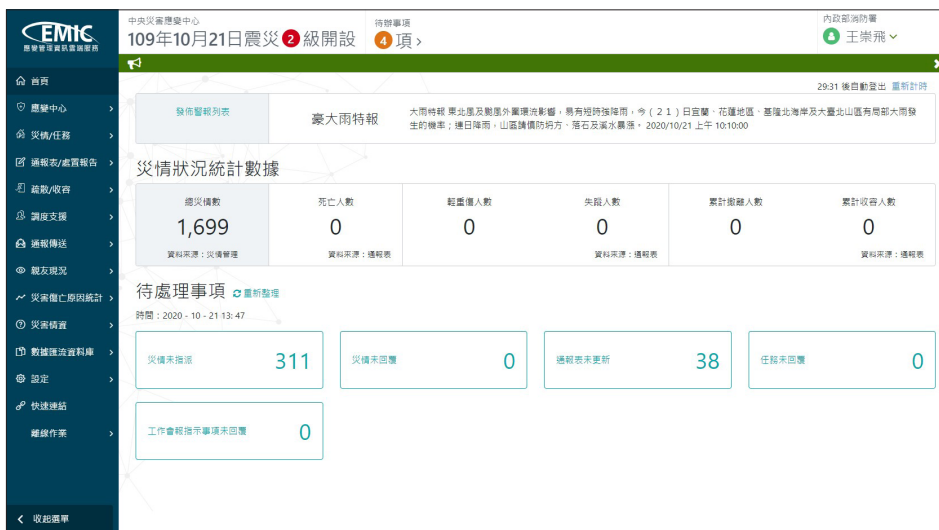 EMIC
應變管理資訊雲端服務
首頁
應變中心
災情/任務
通報表/處置報告
疏散/收容
調度支援
通報傳送
親友現況
災害傷亡原因統計
災害情資
數據匯流資料庫
設定
快速連結
離線作業
收起選單
中央災害應變中心
109年10月21日震災 2 級開設
待辦事項
4 項
內政部消防署
王崇飛
29:31 後自動登出 重新計時
發佈警報列表
豪大雨特報
大雨特報 東北風及颱風外圍環流影響,易有短時強降雨,今(21)日宜蘭、花蓮地區、基隆北海岸及大臺北山區有局部大雨發
生的機率;連日降雨,山區請慎防坍方、落石及溪水暴漲。 2020/10/21 上午 10:10:00
災情狀況統計數據
總災情數
1,699
資料來源:災情管理
死亡人數
0
資料來源:通報表
輕重傷人數
0
失蹤人數
0
資料來源:通報表
累計撤離人數
0
累計收容人數
0
資料來源:通報表
待處理事項 重新整理
時間:2020 - 10 - 21 13: 47
災情未指派 311
災情未回覆 0
通報表未更新 38
任務未回覆 0
工作會報指示事項未回覆 0